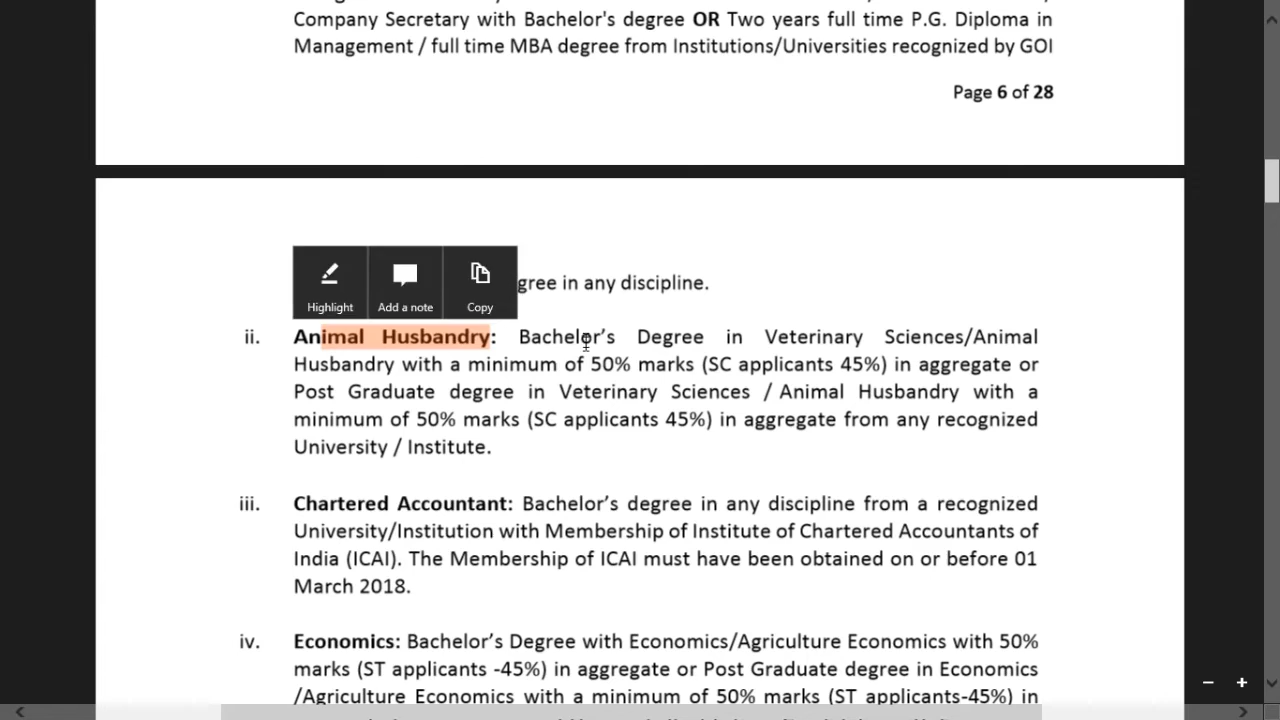 Company Secretary with Bachelor's degree OR Two years full time P.G. Diploma in
Management / full time MBA degree from Institutions/Universities recognized by GOI
Page 6 of 28
gree in any discipline.
Highlight Add a note Copy
ii. Animal Husbandry: Bachelor's Degree in Veterinary Sciences/Animal
Husbandry with a minimum of 50% marks (SC applicants 45%) in aggregate or
Post Graduate degree in Veterinary Sciences / Animal Husbandry with a
minimum of 50% marks (SC applicants 45%) in aggregate from any recognized
University / Institute.
iii. Chartered Accountant: Bachelor's degree in any discipline from a recognized
University/Institution with Membership of Institute of Chartered Accountants of
India (ICAI). The Membership of ICAI must have been obtained on or before 01
March 2018.
iv. Economics: Bachelor's Degree with Economics/Agriculture Economics with 50%
marks (ST applicants -45%) in aggregate or Post Graduate degree in Economics
/Agriculture Economics with a minimum of 50% marks (ST applicants-45%) in